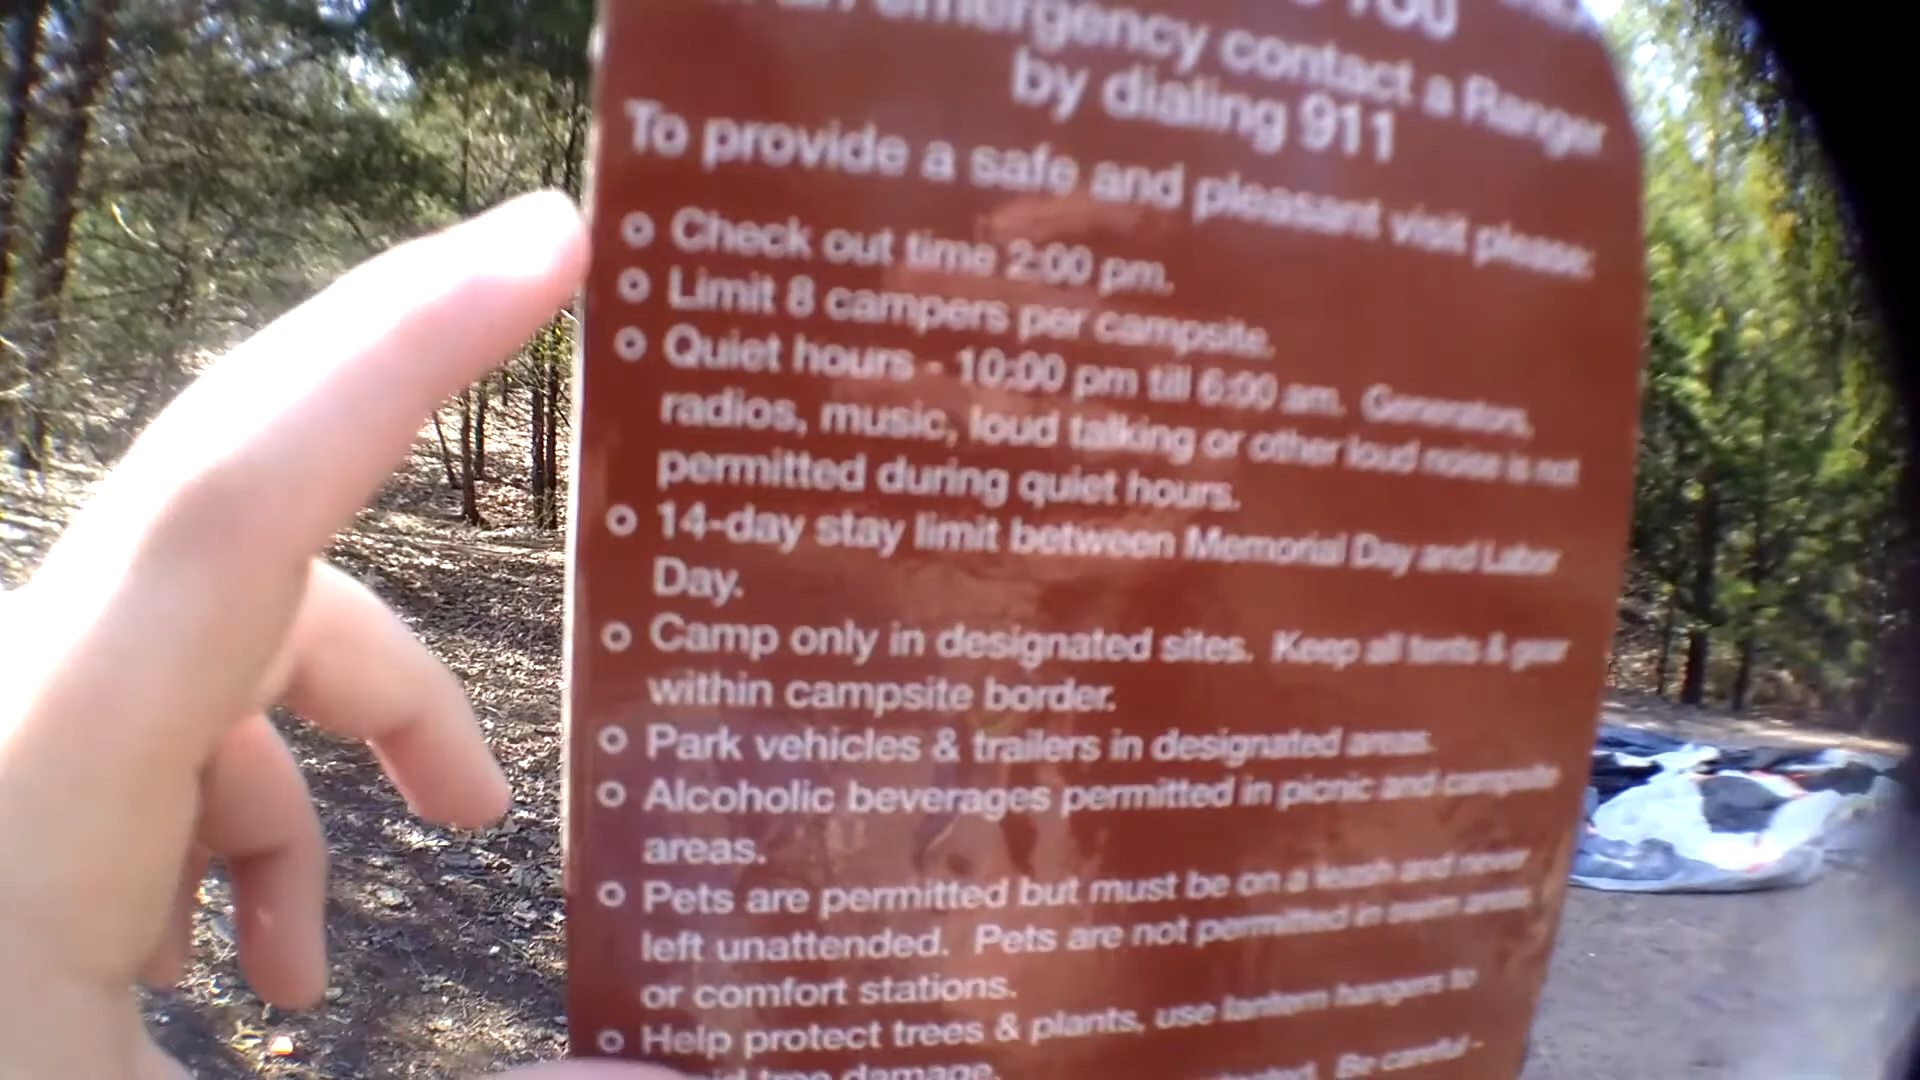 YOU
an emergency contact a Ranger
by dialing 911
To provide a safe and pleasant visit please:
o Check out time 2:00 pm.
o Limit 8 campers per campsite.
o Quiet hours - 10:00 pm till 6:00 am. Generators,
radios, music, loud talking or other loud noise is not
permitted during quiet hours.
o 14-day stay limit between Memorial Day and Labor
Day.
o Camp only in designated sites. Keep all tents & gear
within campsite border.
o Park vehicles & trailers in designated areas.
o Alcoholic beverages permitted in picnic and campsite
areas.
o Pets are permitted but must be on a leash and never
left unattended. Pets are not permitted in swim areas
or comfort stations.
o Help protect trees & plants, use lantern hangers to
tree damage. Be careful -